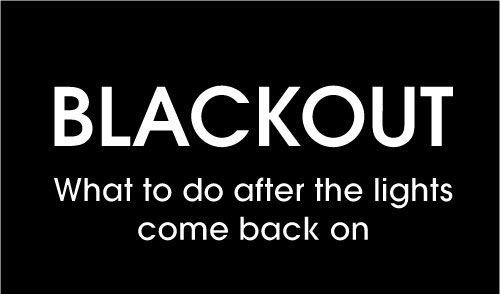 BLACKOUT
What to do after the lights
come back on